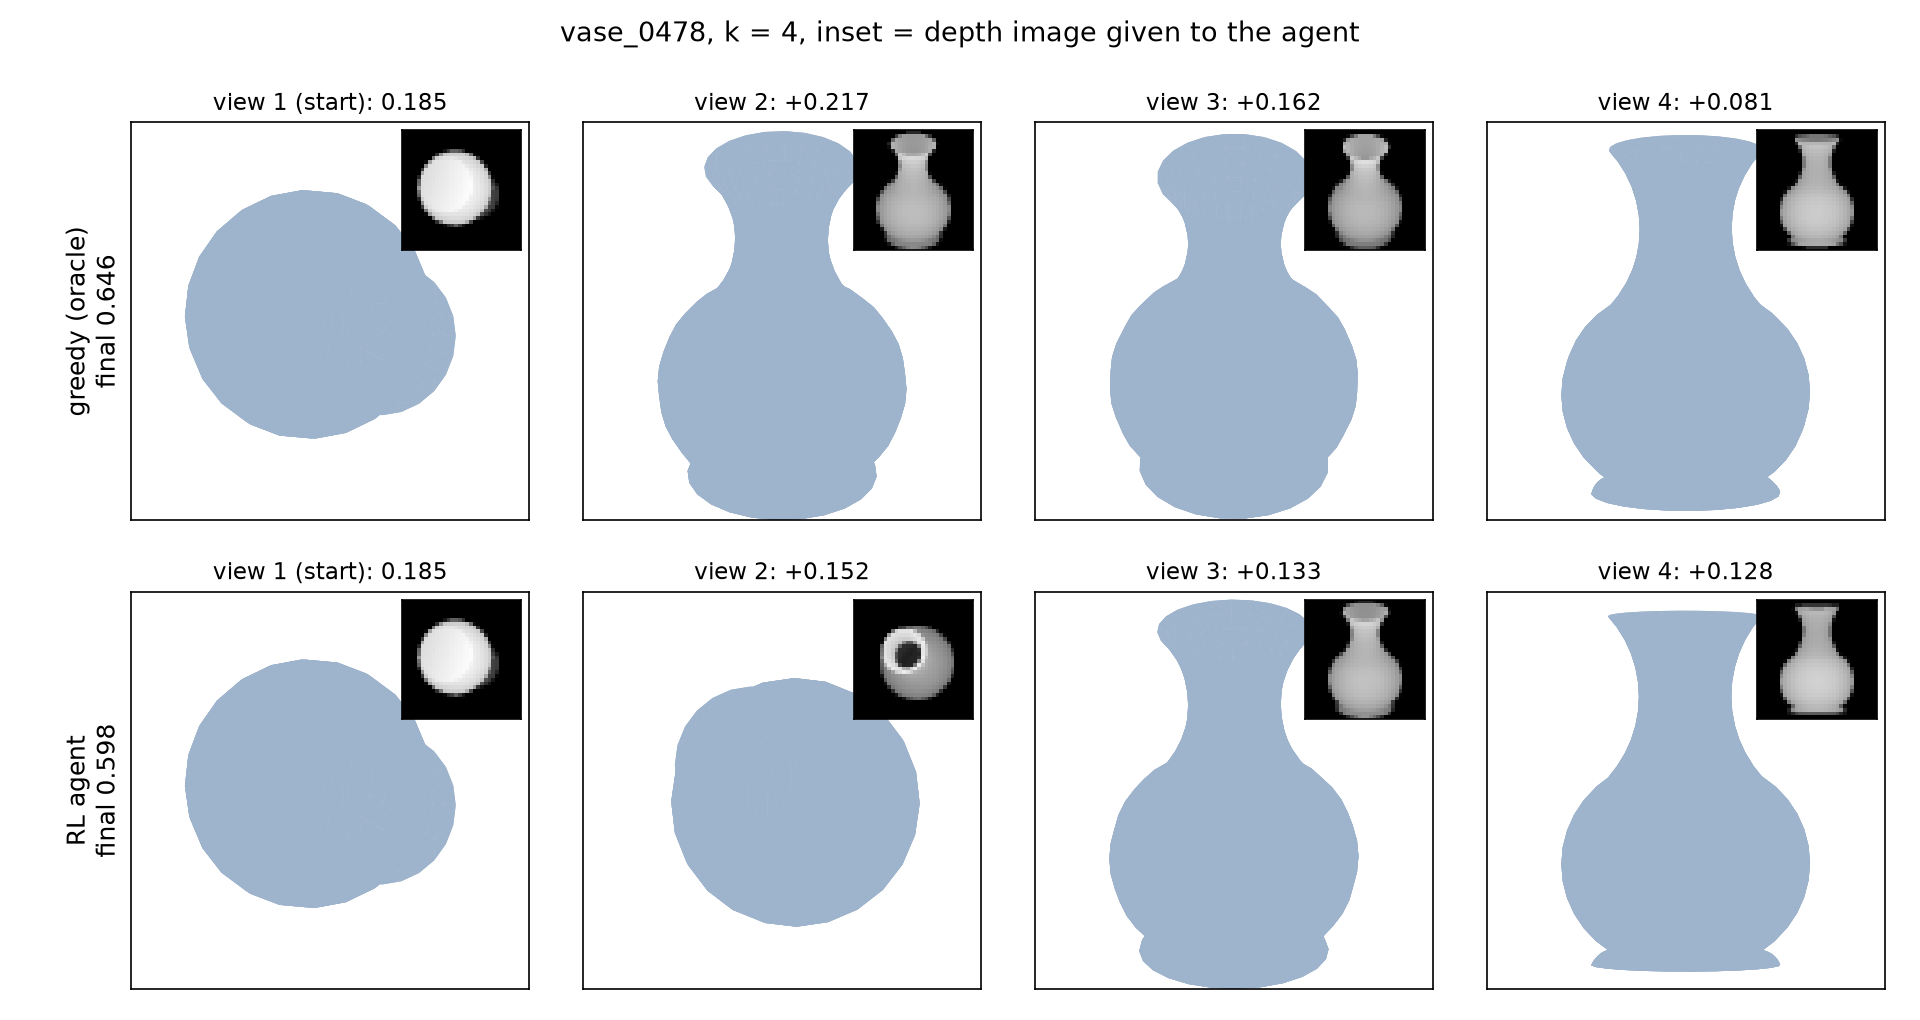 vase_0478, k = 4, inset = depth image given to the agent
view 1 (start): 0.185
view 2: +0.217
view 3: +0.162
view 4: +0.081
greedy (oracle)
final 0.646
view 1 (start): 0.185
view 2: +0.152
view 3: +0.133
view 4: +0.128
RL agent
final 0.598